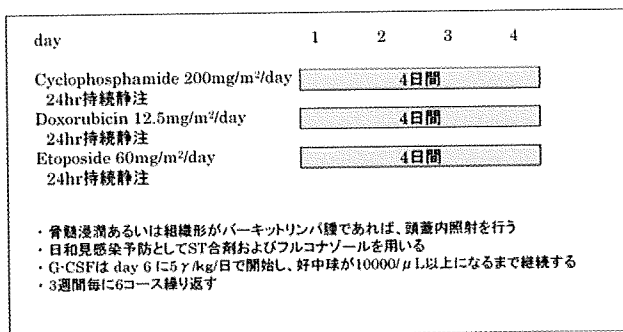 day 1 2 3 4
Cyclophosphamide 200mg/m²/day 4日間
24hr持続静注
Doxorubicin 12.5mg/m²/day 4日間
24hr持続静注
Etoposide 60mg/m²/day 4日間
24hr持続静注
・骨髄浸潤あるいは組織形がバーキットリンパ腫であれば、頭蓋内照射を行う
・日和見感染予防としてST合剤およびフルコナゾールを用いる
・G-CSFは day 6 に5γ/kg/日で開始し、好中球が10000/μL以上になるまで継続する
・3週間毎に6コース繰り返す